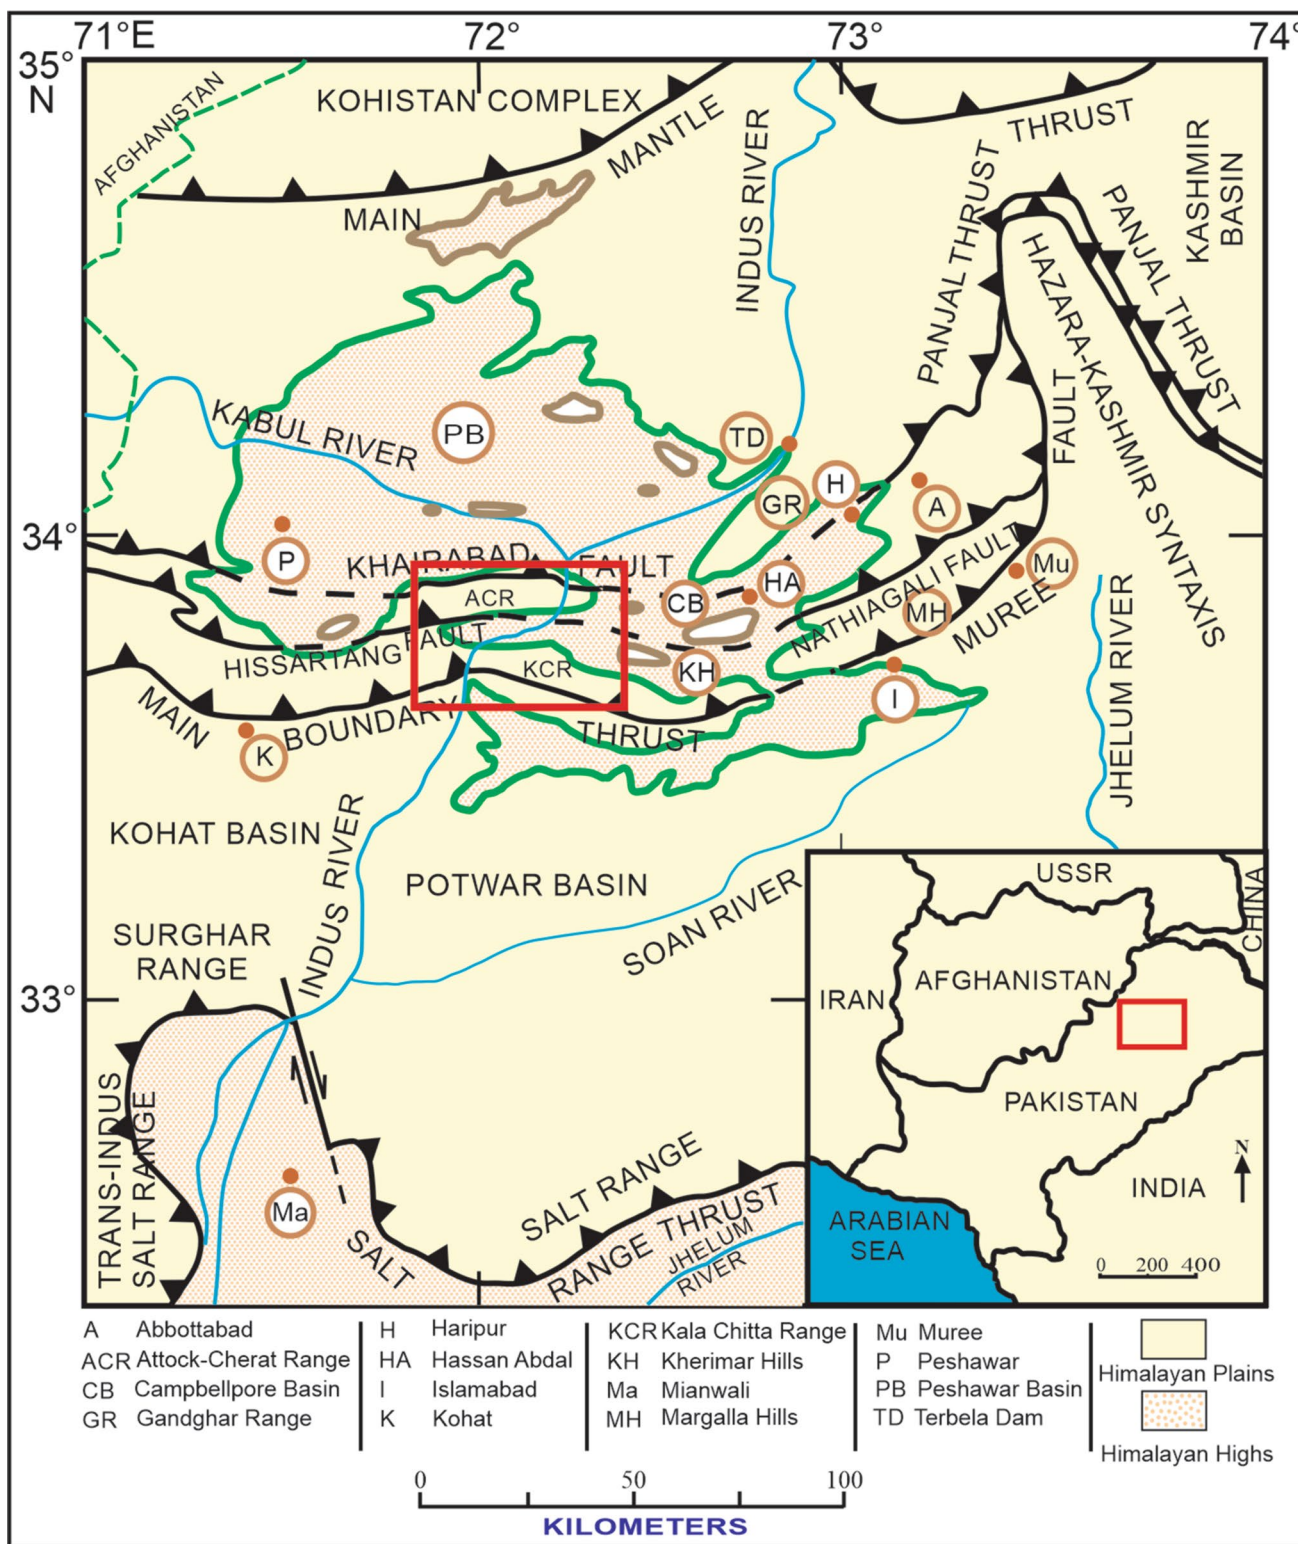 71°E 72° 73° 74°
35°
N
34°
33°
AFGHANISTAN
KOHISTAN COMPLEX
MAIN
MANTLE
THRUST
INDUS RIVER
PANJAL THRUST
KASHMIR
BASIN
PANJAL THRUST
HAZARA-KASHMIR SYNTAXIS
KABUL RIVER
PB
TD
GR
H
A
FAULT
P
KHAIRABAD
FAULT
ACR
CB
HA
Mu
NATHIAGALI FAULT
MH
MUREE
HISSARTANG
FAULT
KCR
KH
I
MAIN
BOUNDARY
THRUST
K
JHELUM RIVER
KOHAT BASIN
INDUS RIVER
POTWAR BASIN
SOAN RIVER
SURGHAR
RANGE
TRANS-INDUS
SALT RANGE
Ma
SALT
RANGE THRUST
SALT RANGE
JHELUM
RIVER
USSR
CHINA
AFGHANISTAN
IRAN
PAKISTAN
INDIA
ARABIAN
SEA
N
0 200 400
A Abbottabad
ACR Attock-Cherat Range
CB Campbellpore Basin
GR Gandghar Range
H Haripur
HA Hassan Abdal
I Islamabad
K Kohat
KCR Kala Chitta Range
KH Kherimar Hills
Ma Mianwali
MH Margalla Hills
Mu Muree
P Peshawar
PB Peshawar Basin
TD Terbela Dam
Himalayan Plains
Himalayan Highs
0 50 100
KILOMETERS